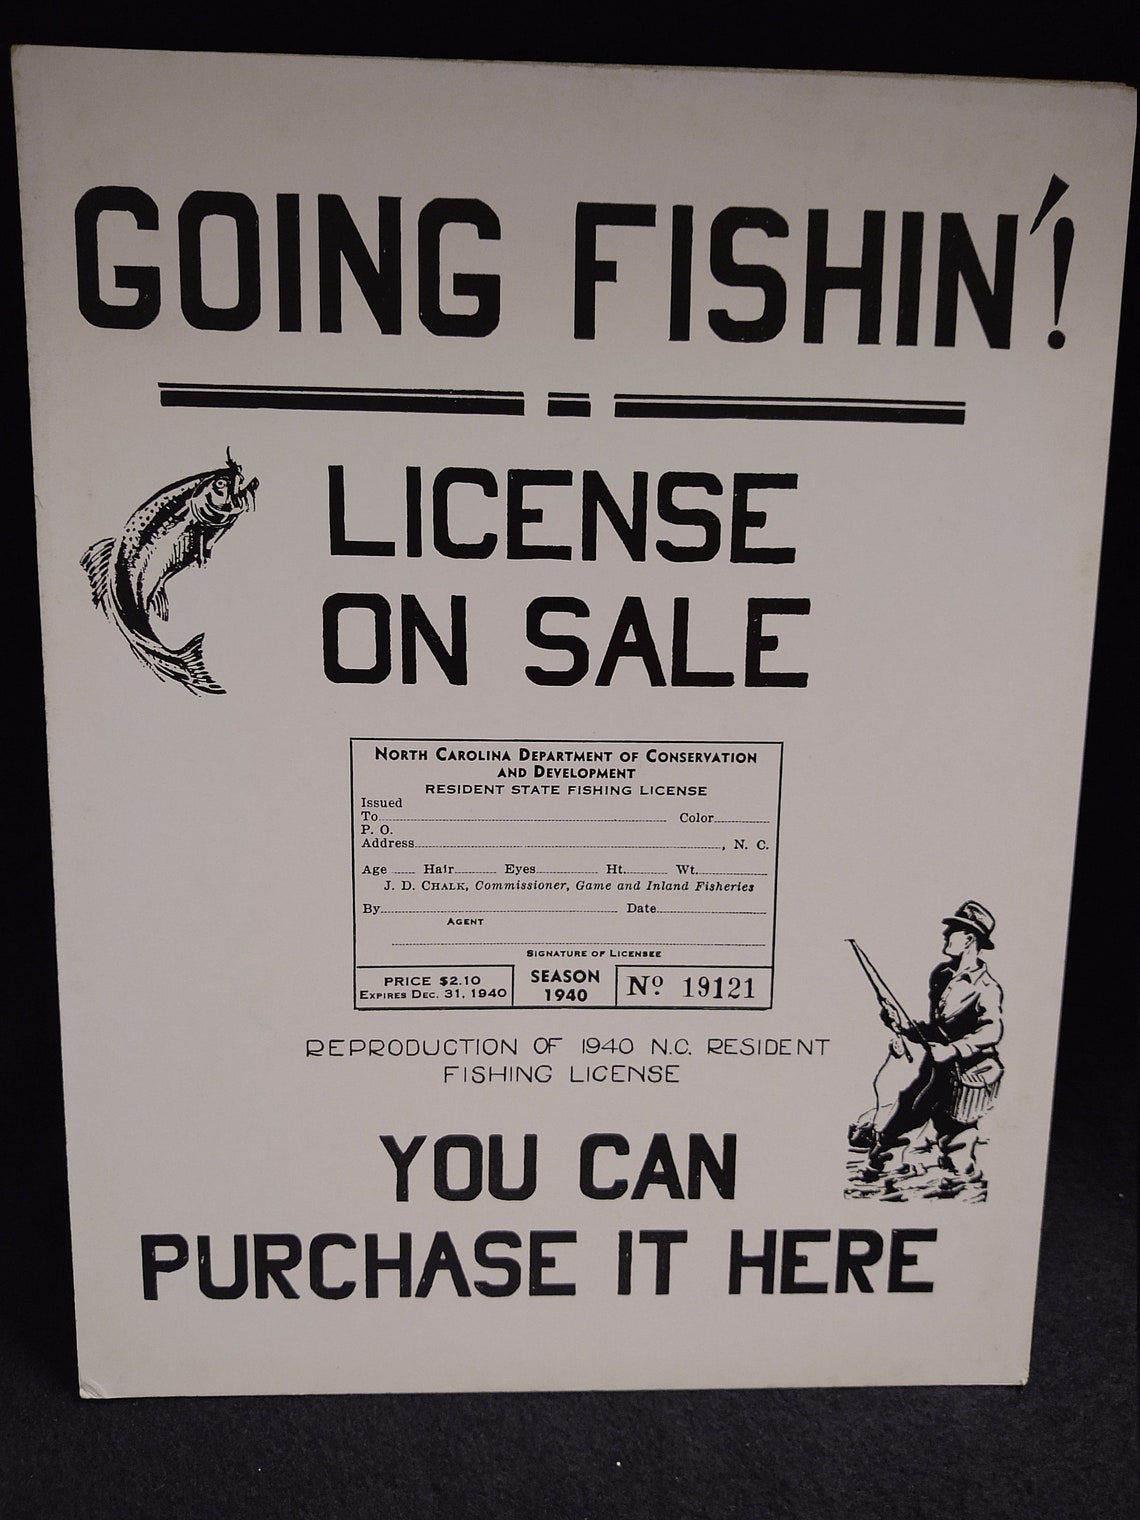 GOING FISHIN'!
LICENSE
ON SALE
NORTH CAROLINA DEPARTMENT OF CONSERVATION
AND DEVELOPMENT
RESIDENT STATE FISHING LICENSE
Issued
To Color
P. O.
Address , N. C.
Age Hair Eyes Ht. Wt.
J. D. CHALK, Commissioner, Game and Inland Fisheries
By Date
AGENT
SIGNATURE OF LICENSEE
PRICE $2.10
EXPIRES DEC. 31, 1940
SEASON
1940
No 19121
REPRODUCTION OF 1940 N.C. RESIDENT
FISHING LICENSE
YOU CAN
PURCHASE IT HERE